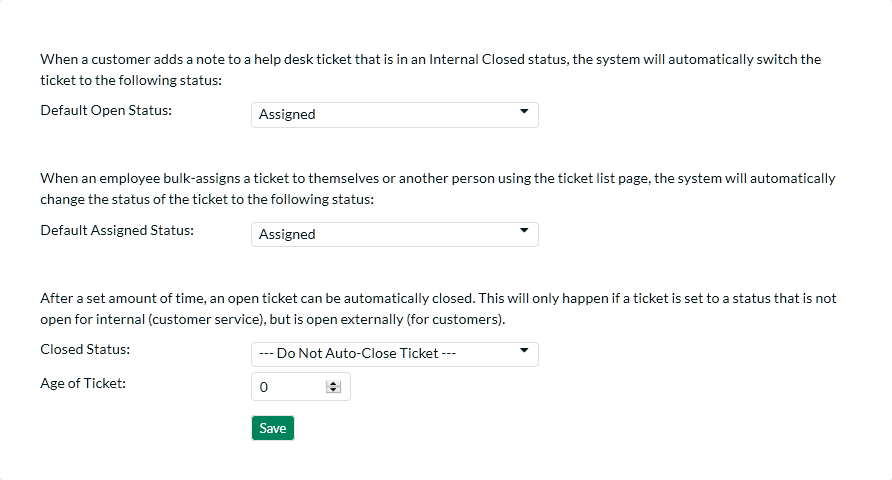 When a customer adds a note to a help desk ticket that is in an Internal Closed status, the system will automatically switch the
ticket to the following status:
Default Open Status:
Assigned
When an employee bulk-assigns a ticket to themselves or another person using the ticket list page, the system will automatically
change the status of the ticket to the following status:
Default Assigned Status:
Assigned
After a set amount of time, an open ticket can be automatically closed. This will only happen if a ticket is set to a status that is not
open for internal (customer service), but is open externally (for customers).
Closed Status:
--- Do Not Auto-Close Ticket ---
Age of Ticket:
0
Save